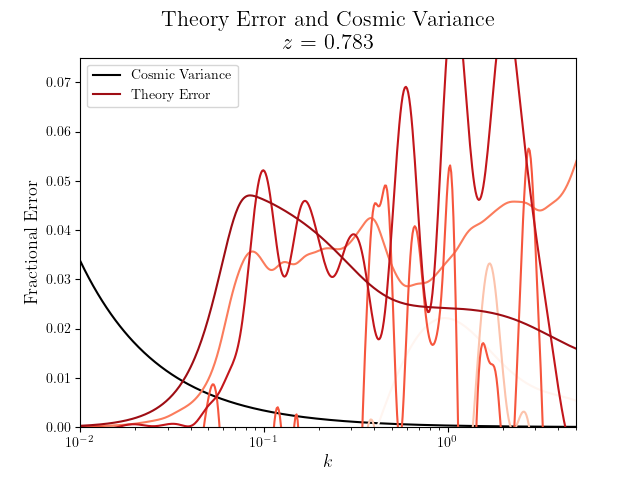 Theory Error and Cosmic Variance
z = 0.783
Cosmic Variance
Theory Error
Fractional Error
0.07
0.06
0.05
0.04
0.03
0.02
0.01
0.00
10⁻² 10⁻¹ 10⁰
k